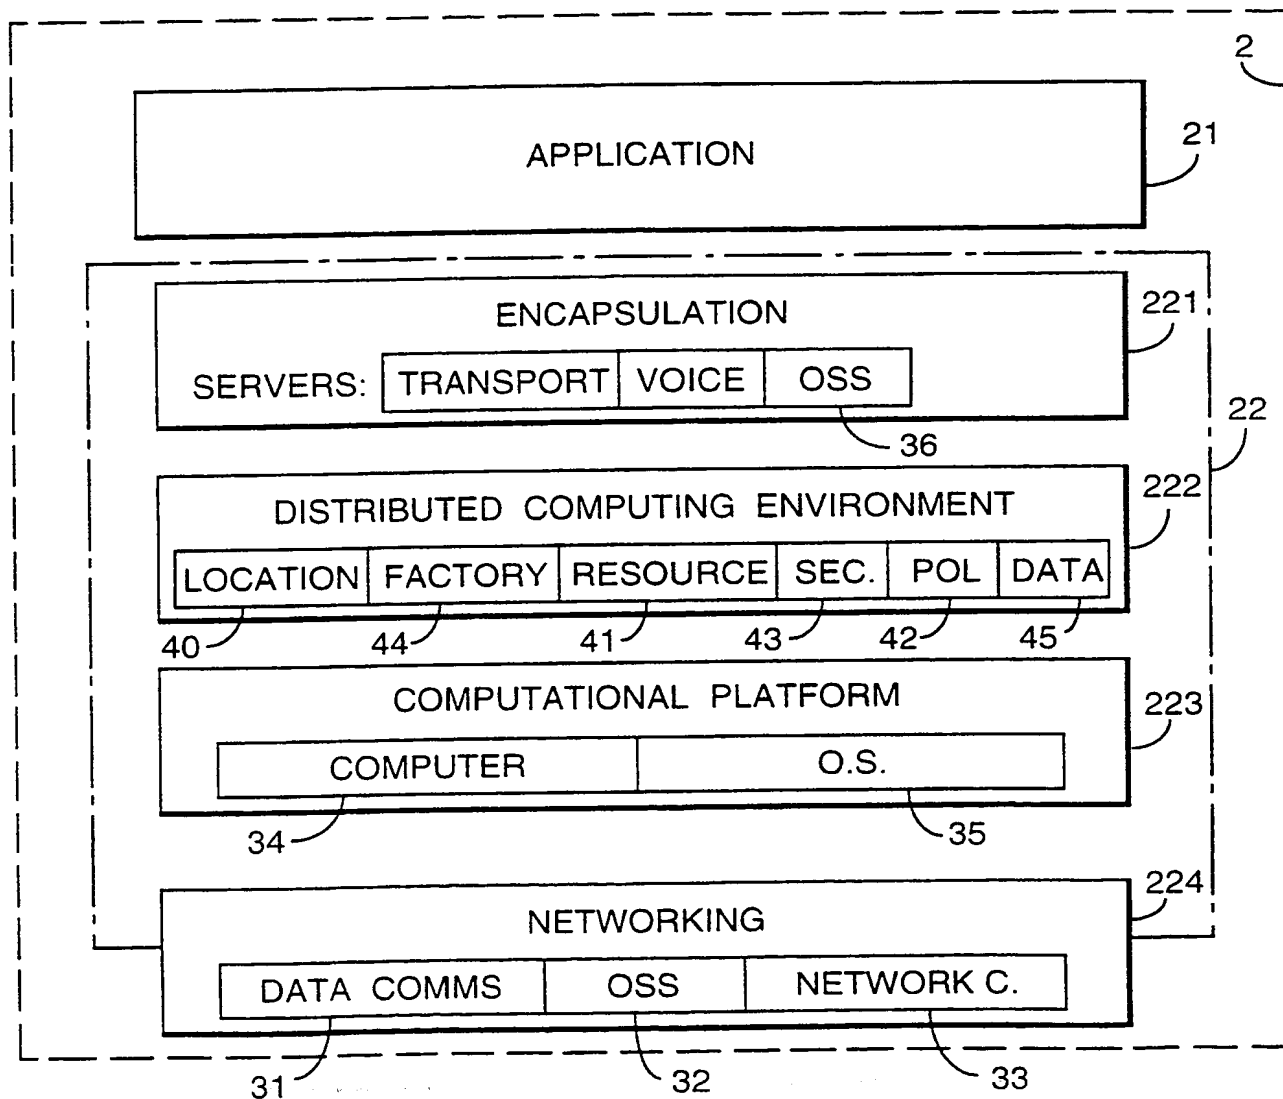 2
APPLICATION
21
ENCAPSULATION
221
SERVERS: TRANSPORT VOICE OSS
36
22
DISTRIBUTED COMPUTING ENVIRONMENT
222
LOCATION FACTORY RESOURCE SEC. POL DATA
40 44 41 43 42 45
COMPUTATIONAL PLATFORM
223
COMPUTER O.S.
34 35
NETWORKING
224
DATA COMMS OSS NETWORK C.
31 32 33